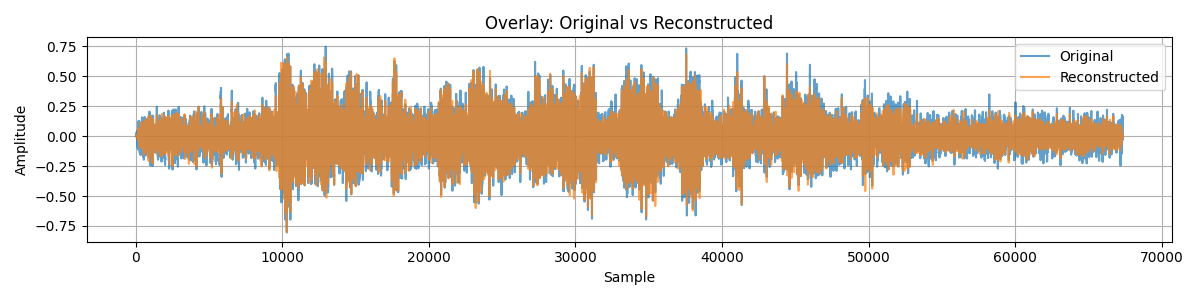 Overlay: Original vs Reconstructed
Original
Reconstructed
Amplitude
0.75
0.50
0.25
0.00
−0.25
−0.50
−0.75
0 10000 20000 30000 40000 50000 60000 70000
Sample